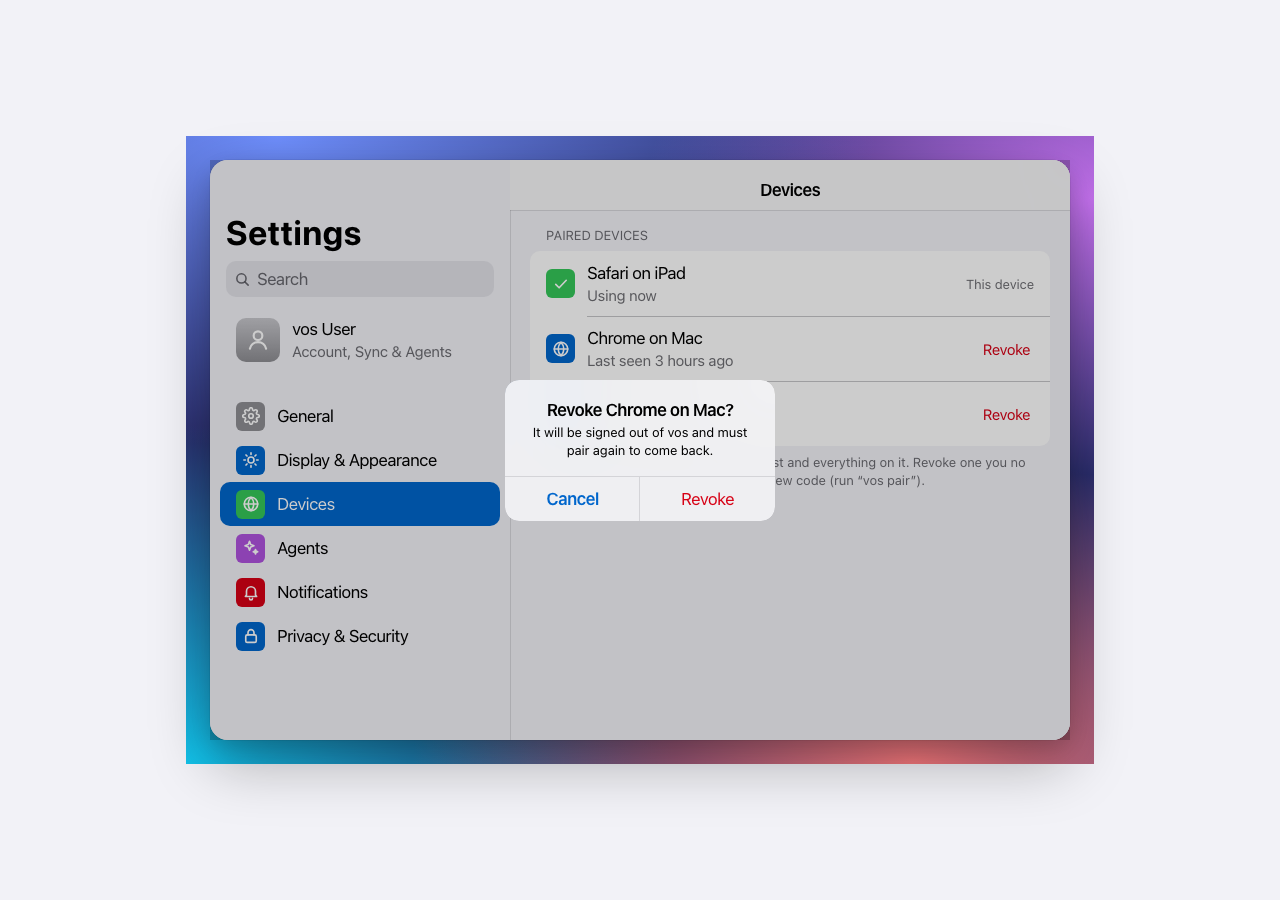 Settings
Search
vos User
Account, Sync & Agents
General
Display & Appearance
Devices
Agents
Notifications
Privacy & Security
Devices
PAIRED DEVICES
Safari on iPad
Using now
This device
Chrome on Mac
Last seen 3 hours ago
Revoke
Revoke
and everything on it. Revoke one you no
code (run “vos pair”).
Revoke Chrome on Mac?
It will be signed out of vos and must
pair again to come back.
Cancel
Revoke